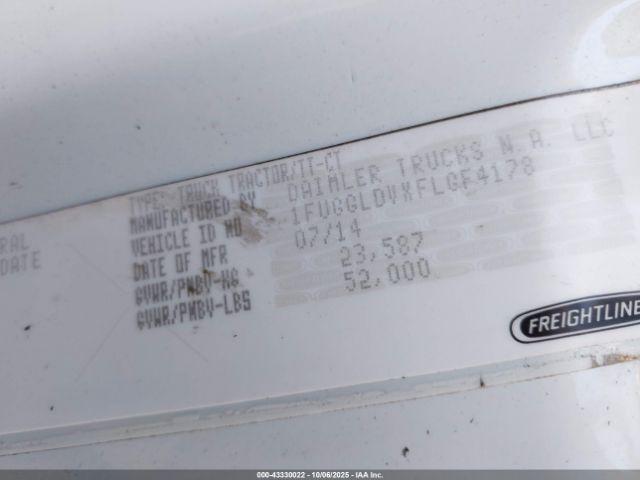 TYPE: TRUCK TRACTOR/TT-CT
MANUFACTURED BY DAIMLER TRUCKS N.A. LLC
VEHICLE ID NO 1FUGGLDVXFLGF4178
DATE OF MFR 07/14
GVWR/PNBV-KG 23,587
GVWR/PNBV-LBS 52,000
RAL
DATE
FREIGHTLINE
000-43330022 - 10/06/2025 - IAA Inc.